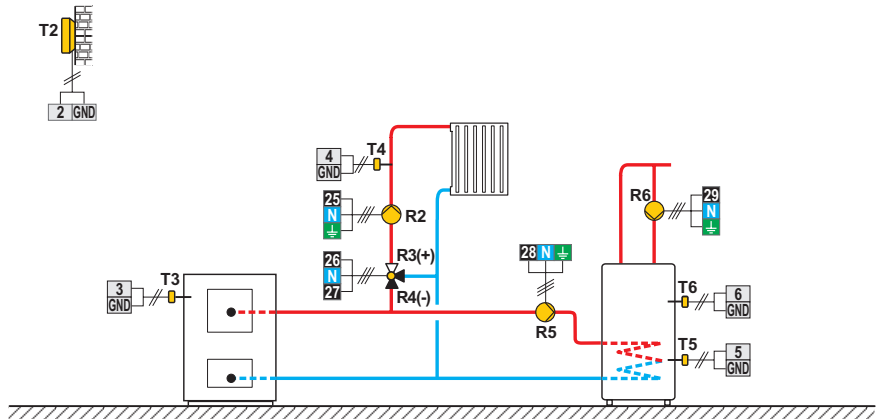 T2
2 GND
4
GND
T4
25
N
R2
26
N
27
R3(+)
R4(-)
3
GND
T3
28 N
R5
R6
29
N
T6
6
GND
T5
5
GND